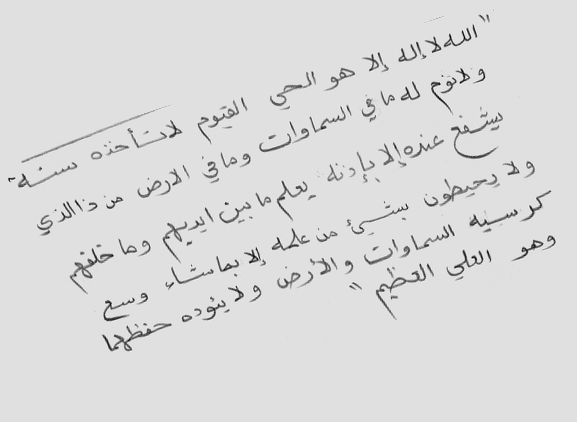 "الله لا إله إلا هو الحي القيوم لا تأخذه سنة
ولا نوم له ما في السماوات وما في الارض من ذا الذي
يشفع عنده إلا بإذنه يعلم ما بين ايديهم وما خلفهم
ولا يحيطون بشيئ من علمه إلا بما شاء وسع
كرسيه السماوات والأرض ولا يئوده حفظهما
وهو العلي العظيم "